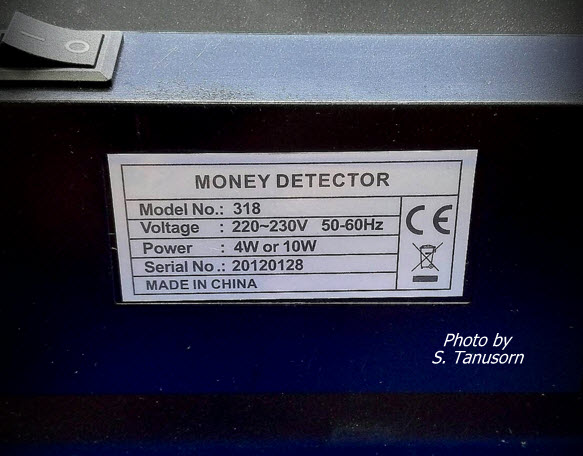 MONEY DETECTOR
Model No.: 318
Voltage : 220~230V 50-60Hz
Power : 4W or 10W
Serial No.: 20120128
MADE IN CHINA
CE
Photo by
S. Tanusorn